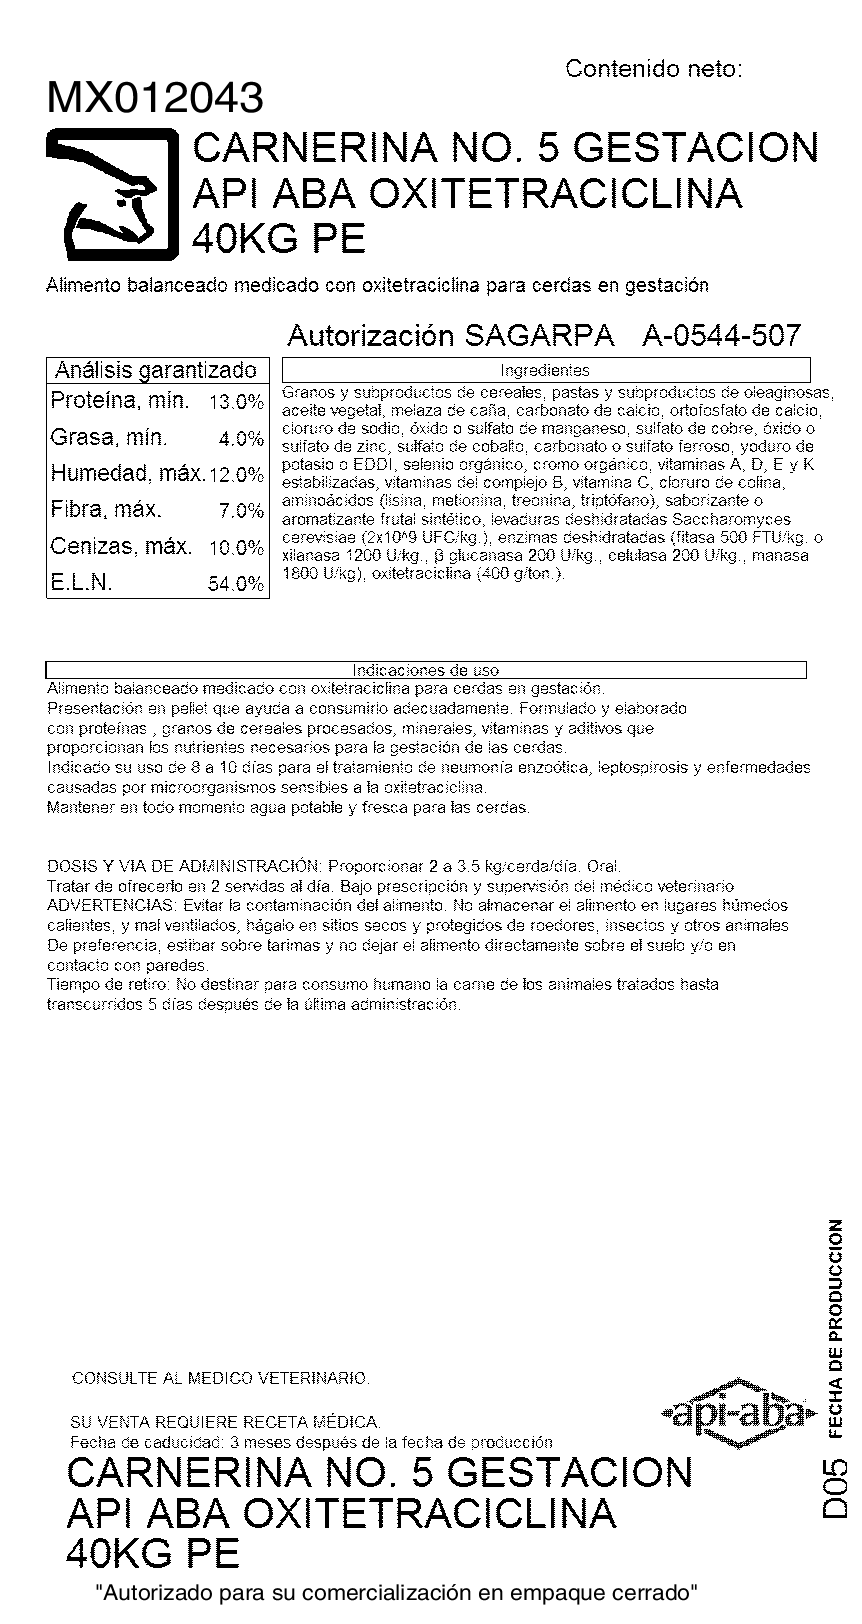 Contenido neto:
MX012043
CARNERINA NO. 5 GESTACION
API ABA OXITETRACICLINA
40KG PE
Alimento balanceado medicado con oxitetraciclina para cerdas en gestación
Autorización SAGARPA A-0544-507
Análisis garantizado
Proteína, mín. 13.0%
Grasa, mín. 4.0%
Humedad, máx. 12.0%
Fibra, máx. 7.0%
Cenizas, máx. 10.0%
E.L.N. 54.0%
Ingredientes
Granos y subproductos de cereales, pastas y subproductos de oleaginosas,
aceite vegetal, melaza de caña, carbonato de calcio, ortofosfato de calcio,
cloruro de sodio, óxido o sulfato de manganeso, sulfato de cobre, óxido o
sulfato de zinc, sulfato de cobalto, carbonato o sulfato ferroso, yoduro de
potasio o EDDI, selenio orgánico, cromo orgánico, vitaminas A, D, E y K
estabilizadas, vitaminas del complejo B, vitamina C, cloruro de colina,
aminoácidos (lisina, metionina, treonina, triptófano), saborizante o
aromatizante frutal sintético, levaduras deshidratadas Saccharomyces
cerevisiae (2x10^9 UFC/kg.), enzimas deshidratadas (fitasa 500 FTU/kg. o
xilanasa 1200 U/kg., β glucanasa 200 U/kg., celulasa 200 U/kg., manasa
1800 U/kg), oxitetraciclina (400 g/ton.).
Indicaciones de uso
Alimento balanceado medicado con oxitetraciclina para cerdas en gestación.
Presentación en pellet que ayuda a consumirlo adecuadamente. Formulado y elaborado
con proteínas , granos de cereales procesados, minerales, vitaminas y aditivos que
proporcionan los nutrientes necesarios para la gestación de las cerdas.
Indicado su uso de 8 a 10 días para el tratamiento de neumonía enzoótica, leptospirosis y enfermedades
causadas por microorganismos sensibles a la oxitetraciclina.
Mantener en todo momento agua potable y fresca para las cerdas.
DOSIS Y VIA DE ADMINISTRACIÓN: Proporcionar 2 a 3.5 kg/cerda/día. Oral.
Tratar de ofrecerlo en 2 servidas al día. Bajo prescripción y supervisión del médico veterinario
ADVERTENCIAS: Evitar la contaminación del alimento. No almacenar el alimento en lugares húmedos
calientes, y mal ventilados, hágalo en sitios secos y protegidos de roedores, insectos y otros animales
De preferencia, estibar sobre tarimas y no dejar el alimento directamente sobre el suelo y/o en
contacto con paredes.
Tiempo de retiro: No destinar para consumo humano la carne de los animales tratados hasta
transcurridos 5 días después de la última administración.
FECHA DE PRODUCCION
D05
CONSULTE AL MEDICO VETERINARIO.
api-aba
SU VENTA REQUIERE RECETA MÉDICA.
Fecha de caducidad: 3 meses después de la fecha de producción
CARNERINA NO. 5 GESTACION
API ABA OXITETRACICLINA
40KG PE
"Autorizado para su comercialización en empaque cerrado"